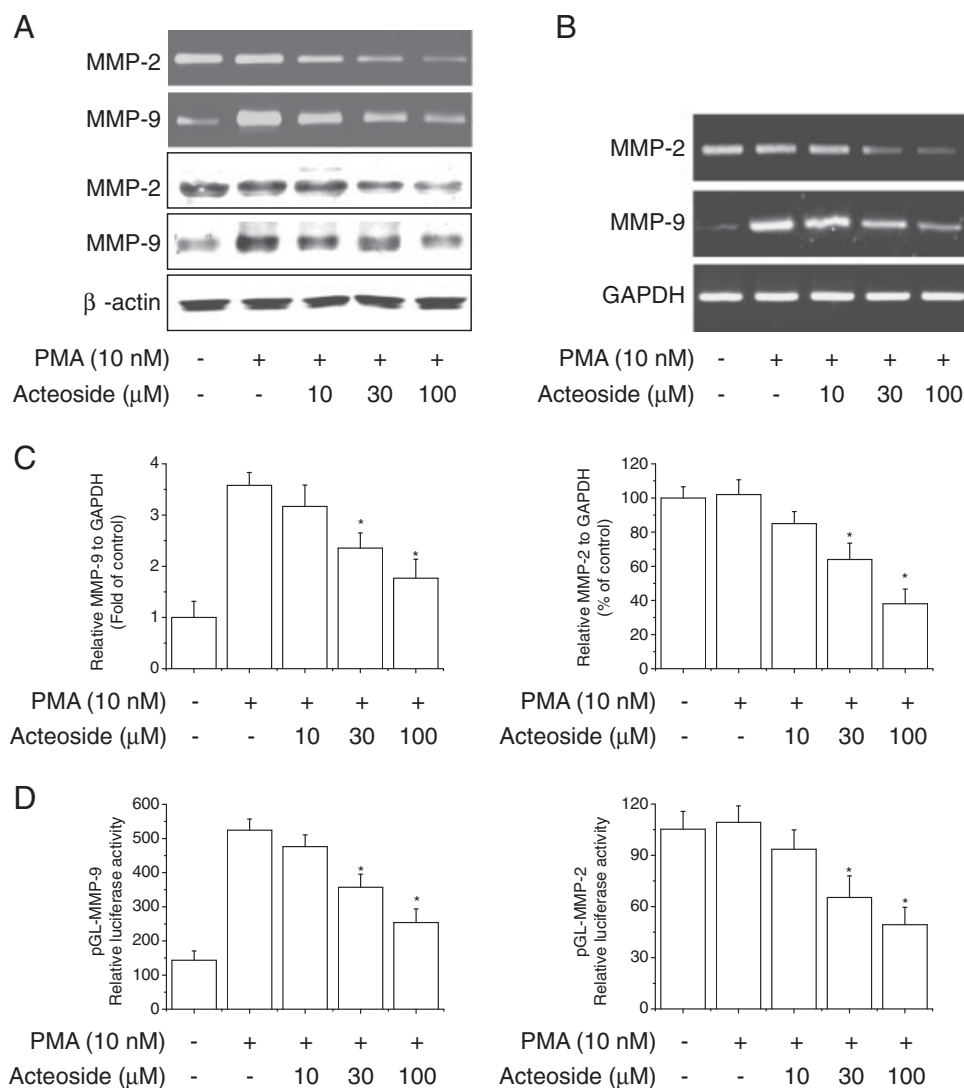 A
MMP-2
MMP-9
MMP-2
MMP-9
β -actin
PMA (10 nM) - + + + +
Acteoside (μM) - - 10 30 100
B
MMP-2
MMP-9
GAPDH
PMA (10 nM) - + + + +
Acteoside (μM) - - 10 30 100
C
Relative MMP-9 to GAPDH
(Fold of control)
4
3
2
1
0
PMA (10 nM) - + + + +
Acteoside (μM) - - 10 30 100
Relative MMP-2 to GAPDH
(% of control)
120
100
80
60
40
20
0
* *
* *
PMA (10 nM) - + + + +
Acteoside (μM) - - 10 30 100
D
pGL-MMP-9
Relative luciferase activity
600
500
400
300
200
150
100
0
* *
PMA (10 nM) - + + + +
Acteoside (μM) - - 10 30 100
pGL-MMP-2
Relative luciferase activity
120
90
60
30
0
* *
PMA (10 nM) - + + + +
Acteoside (μM) - - 10 30 100